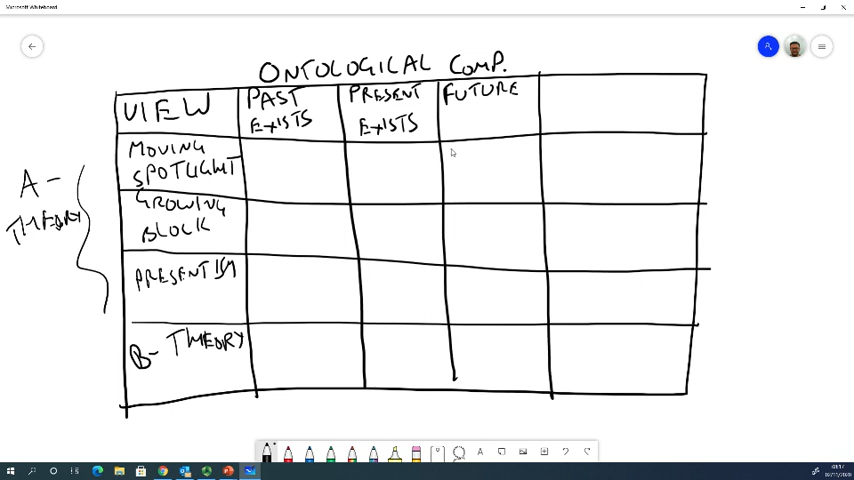 Microsoft Whiteboard
ONTOLOGICAL COMP.
VIEW
PAST
EXISTS
PRESENT
EXISTS
FUTURE
A-
THEORY
MOVING
SPOTLIGHT
GROWING
BLOCK
PRESENTISM
B- THEORY
A